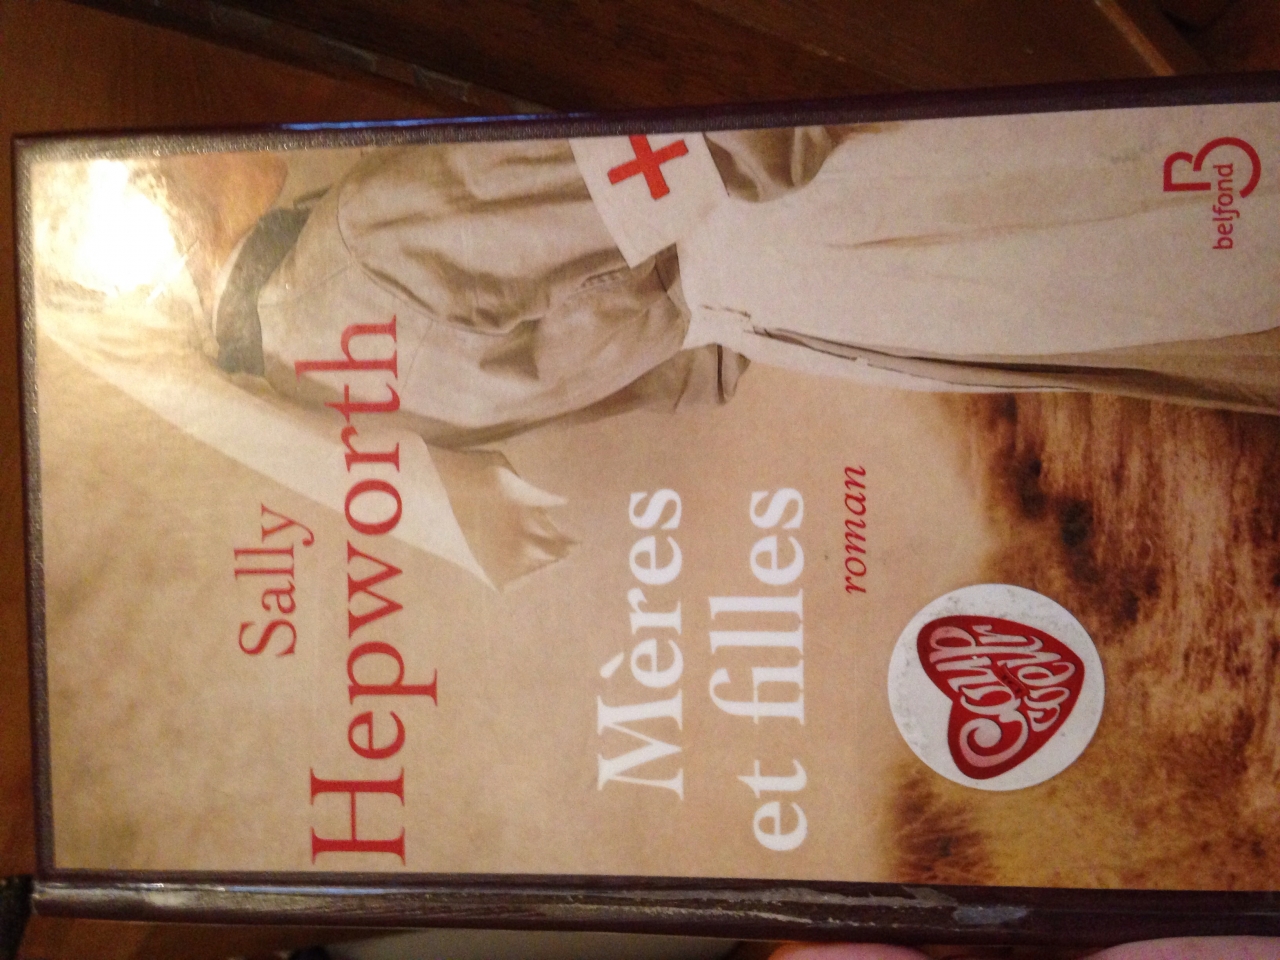 Sally
Hepworth
Mères
et filles
roman
Coup
de
cœur
belfond